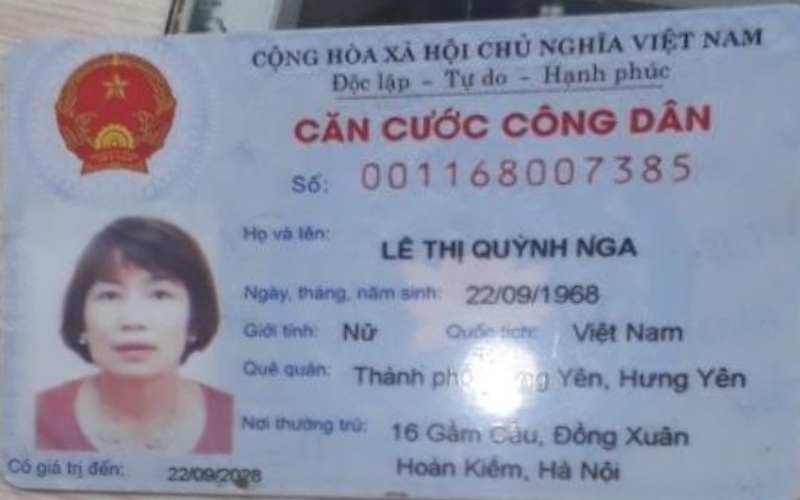 CỘNG HÒA XÃ HỘI CHỦ NGHĨA VIỆT NAM
Độc lập - Tự do - Hạnh phúc
CĂN CƯỚC CÔNG DÂN
Số: 001168007385
Họ và tên: LÊ THỊ QUỲNH NGA
Ngày, tháng, năm sinh: 22/09/1968
Giới tính: Nữ Quốc tịch: Việt Nam
Quê quán: Thành phố Yên, Hưng Yên
Nơi thường trú: 16 Gầm Cầu, Đồng Xuân
Hoàn Kiếm, Hà Nội
Có giá trị đến: 22/09/2028